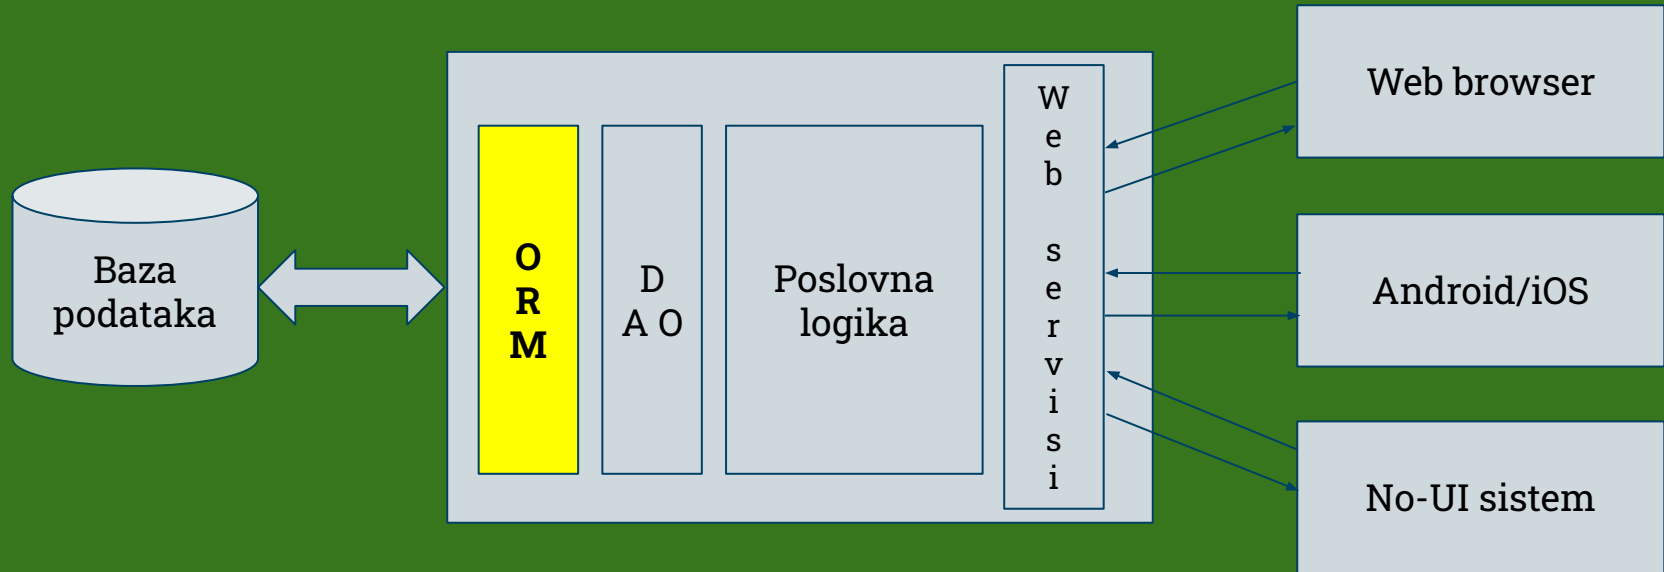 Baza
podataka
O
R
M
D
A O
Poslovna
logika
W
e
b
s
e
r
v
i
s
i
Web browser
Android/iOS
No-UI sistem